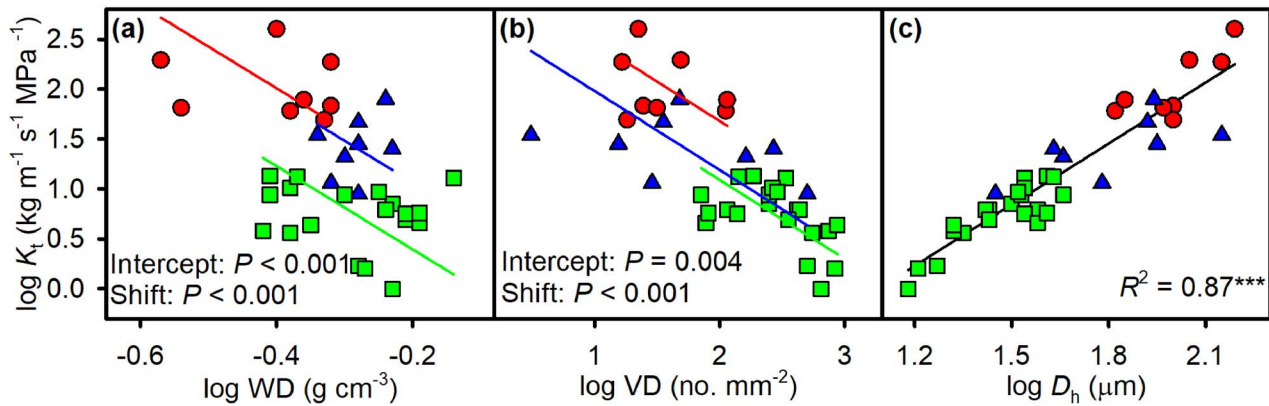 log Kt (kg m⁻¹ s⁻¹ MPa⁻¹)
2.5
2.0
1.5
1.0
0.5
0.0
(a)
Intercept: P < 0.001
Shift: P < 0.001
-0.6
-0.4
-0.2
log WD (g cm⁻³)
(b)
Intercept: P = 0.004
Shift: P < 0.001
1
2
3
log VD (no. mm⁻²)
(c)
R² = 0.87***
1.2
1.5
1.8
2.1
log Dh (μm)